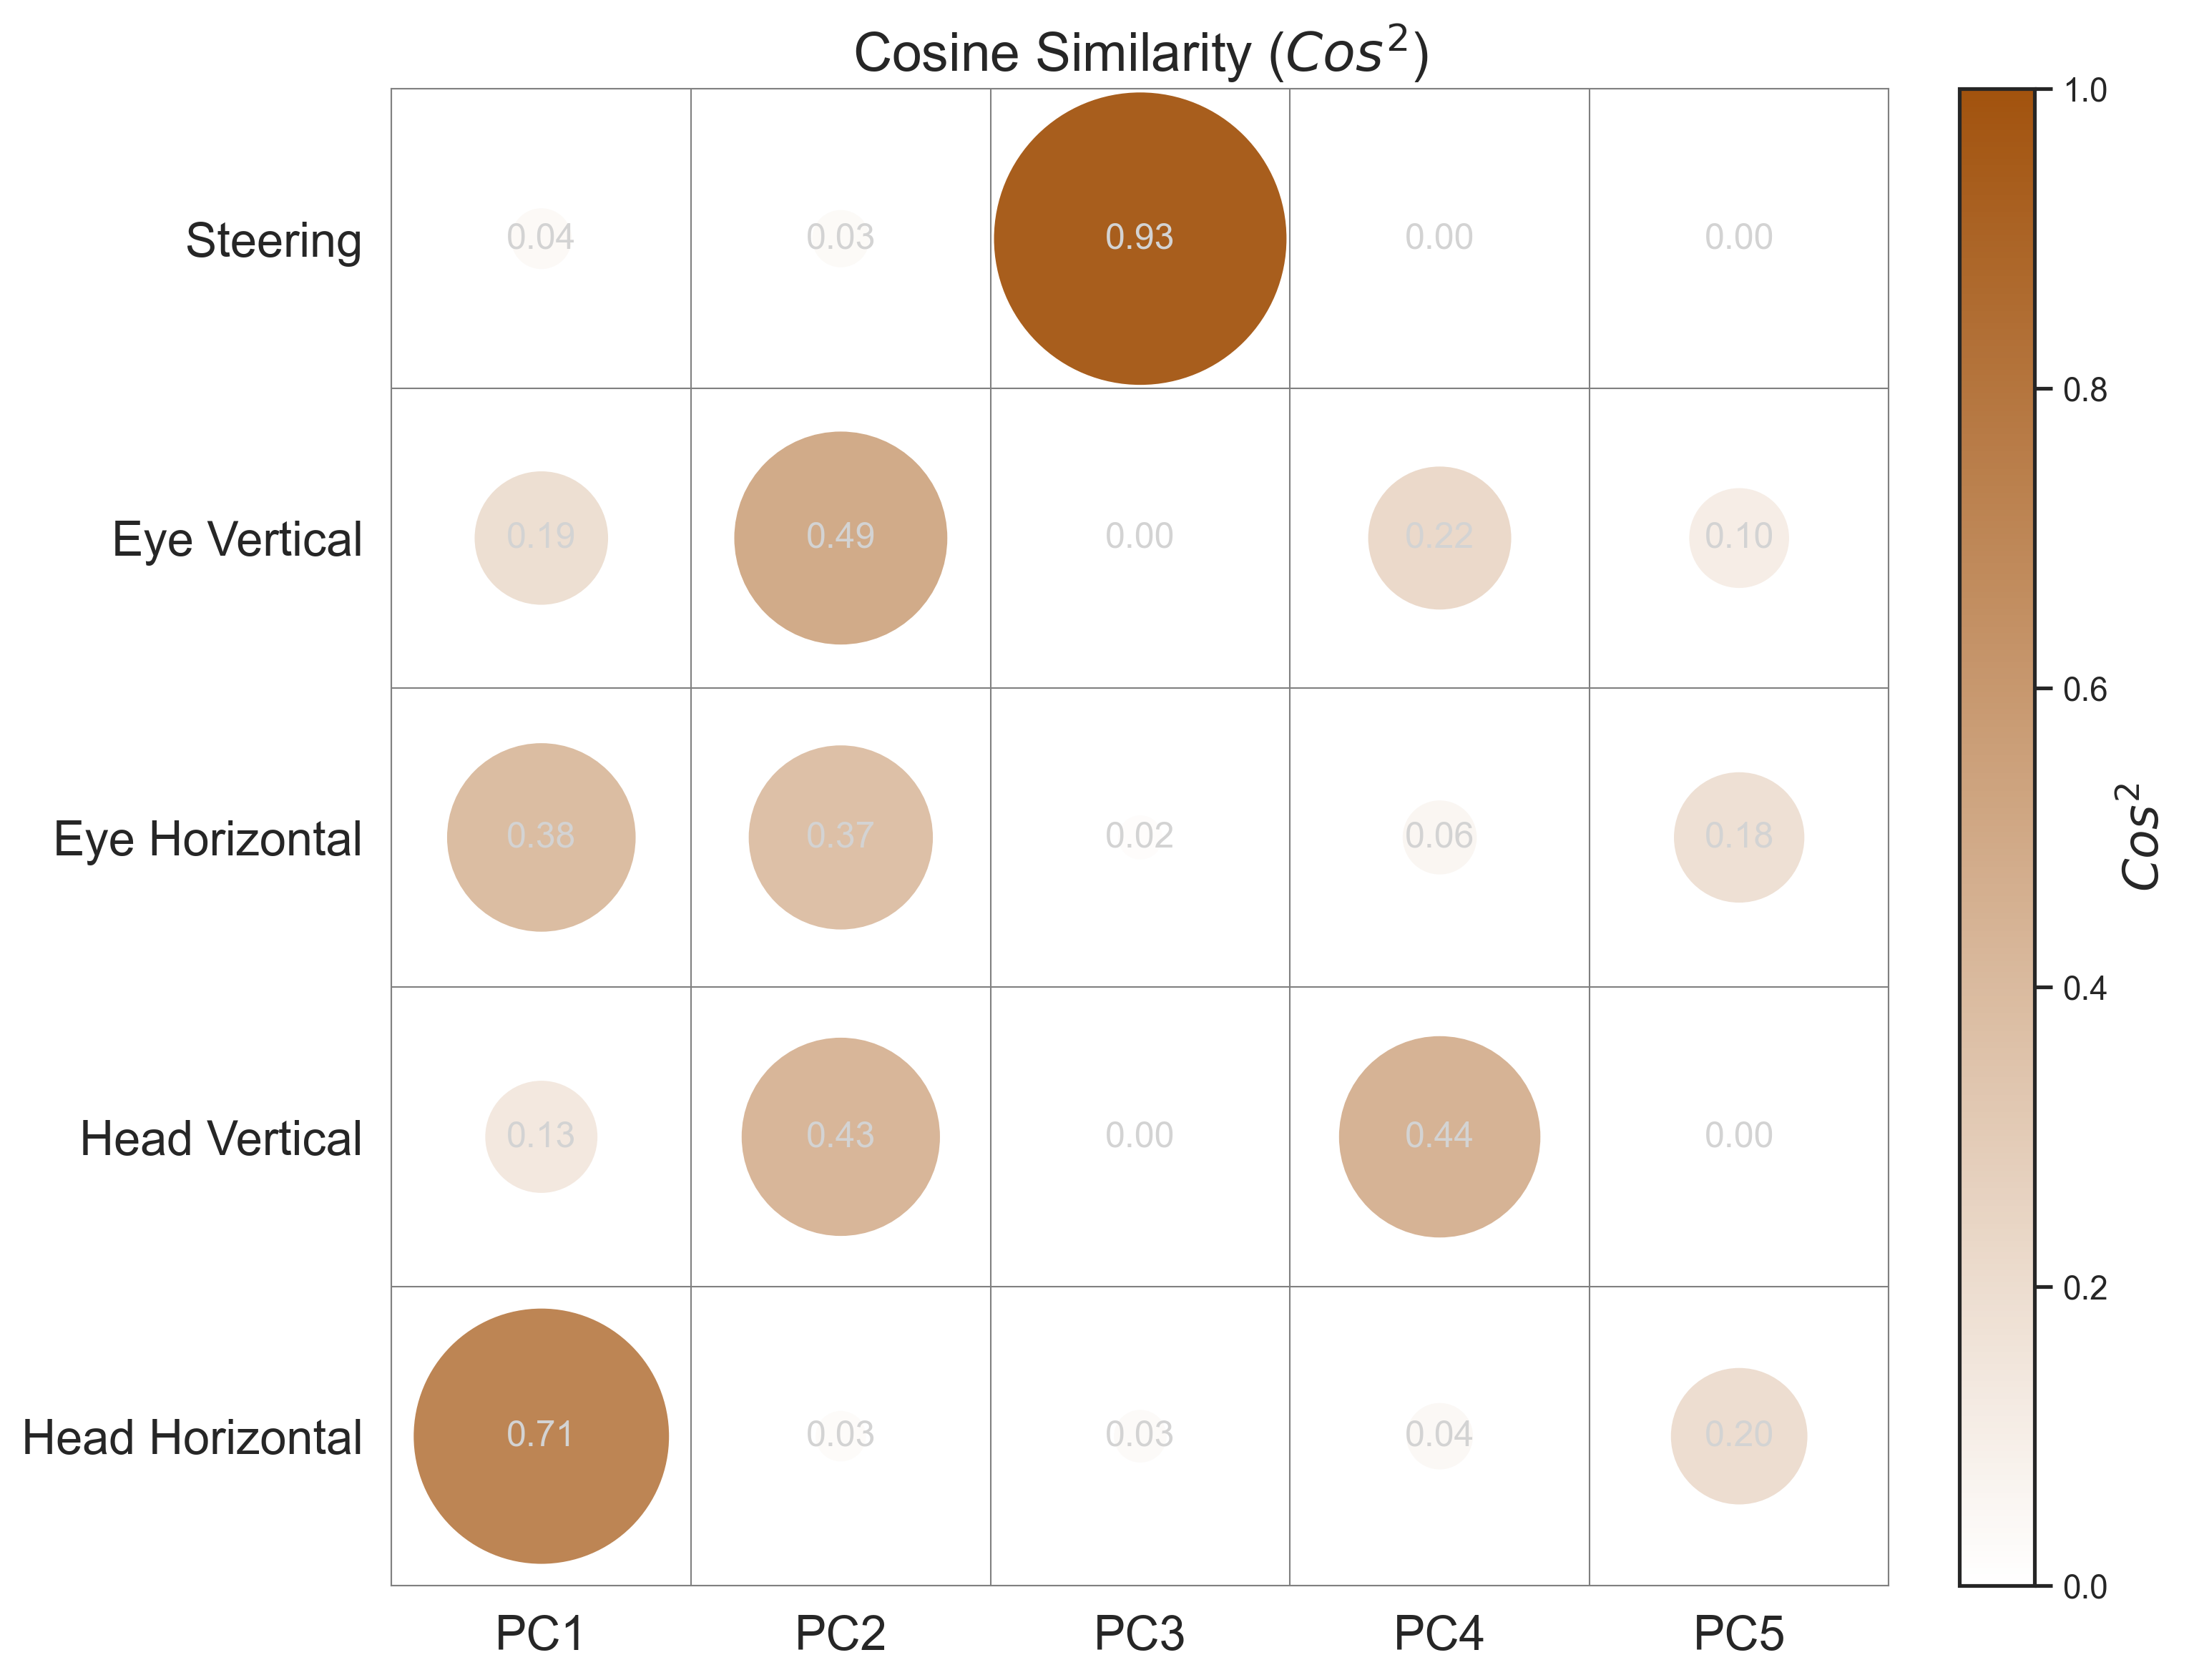 Cosine Similarity (Cos²)
Steering
0.04 0.03 0.93 0.00 0.00
Eye Vertical
0.19 0.49 0.00 0.22 0.10
Eye Horizontal
0.38 0.37 0.02 0.06 0.18
Head Vertical
0.13 0.43 0.00 0.44 0.00
Head Horizontal
0.71 0.03 0.03 0.04 0.20
PC1 PC2 PC3 PC4 PC5
1.0
0.8
0.6
0.4
0.2
0.0
Cos²